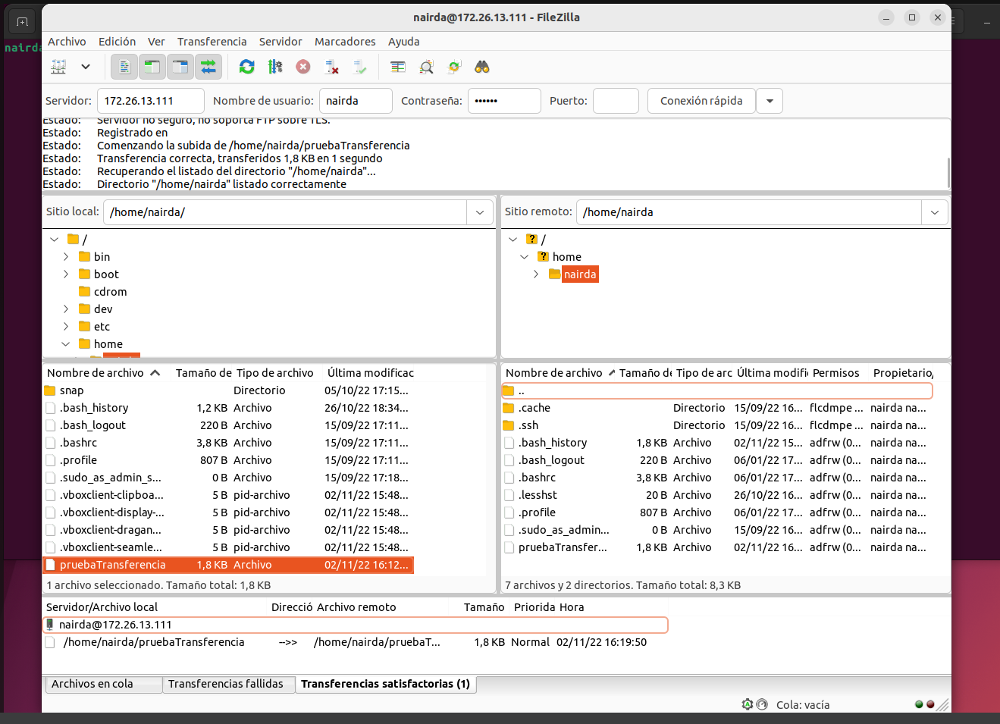 nairda@172.26.13.111 - FileZilla
Archivo Edición Ver Transferencia Servidor Marcadores Ayuda
Servidor: 172.26.13.111 Nombre de usuario: nairda Contraseña: •••••• Puerto: Conexión rápida
nairda
Estado: Servidor no seguro, no soporta FTP sobre TLS.
Estado: Registrado en
Estado: Comenzando la subida de /home/nairda/pruebaTransferencia
Estado: Transferencia correcta, transferidos 1,8 KB en 1 segundo
Estado: Recuperando el listado del directorio "/home/nairda"...
Estado: Directorio "/home/nairda" listado correctamente
Sitio local: /home/nairda/
/
bin
boot
cdrom
dev
etc
home
Sitio remoto: /home/nairda
/
home
nairda
Nombre de archivo Tamaño de Tipo de archivo Última modificac
snap Directorio 05/10/22 17:15...
.bash_history 1,2 KB Archivo 26/10/22 18:34...
.bash_logout 220 B Archivo 15/09/22 17:11...
.bashrc 3,8 KB Archivo 15/09/22 17:11...
.profile 807 B Archivo 15/09/22 17:11...
.sudo_as_admin_s... 0 B Archivo 15/09/22 17:18...
.vboxclient-clipboa... 5 B pid-archivo 02/11/22 15:48...
.vboxclient-display-... 5 B pid-archivo 02/11/22 15:48...
.vboxclient-dragan... 5 B pid-archivo 02/11/22 15:48...
.vboxclient-seamle... 5 B pid-archivo 02/11/22 15:48...
pruebaTransferencia 1,8 KB Archivo 02/11/22 16:12...
1 archivo seleccionado. Tamaño total: 1,8 KB
Nombre de archivo Tamaño de Tipo de arc Última modifi Permisos Propietario/
..
.cache Directorio 15/09/22 16... flcdmpe ... nairda na...
.ssh Directorio 15/09/22 16... flcdmpe ... nairda na...
.bash_history 1,8 KB Archivo 02/11/22 15... adfrw (0... nairda na...
.bash_logout 220 B Archivo 06/01/22 17... adfrw (0... nairda na...
.bashrc 3,8 KB Archivo 06/01/22 17... adfrw (0... nairda na...
.lesshst 20 B Archivo 26/10/22 16... adfrw (0... nairda na...
.profile 807 B Archivo 06/01/22 17... adfrw (0... nairda na...
.sudo_as_admin... 0 B Archivo 15/09/22 16... adfrw (0... nairda na...
pruebaTransfer... 1,8 KB Archivo 02/11/22 16... adfrw (0... nairda na...
7 archivos y 2 directorios. Tamaño total: 8,3 KB
Servidor/Archivo local Direcció Archivo remoto Tamaño Priorida Hora
nairda@172.26.13.111
/home/nairda/pruebaTransferencia -->> /home/nairda/pruebaT... 1,8 KB Normal 02/11/22 16:19:50
Archivos en cola Transferencias fallidas Transferencias satisfactorias (1)
Cola: vacía